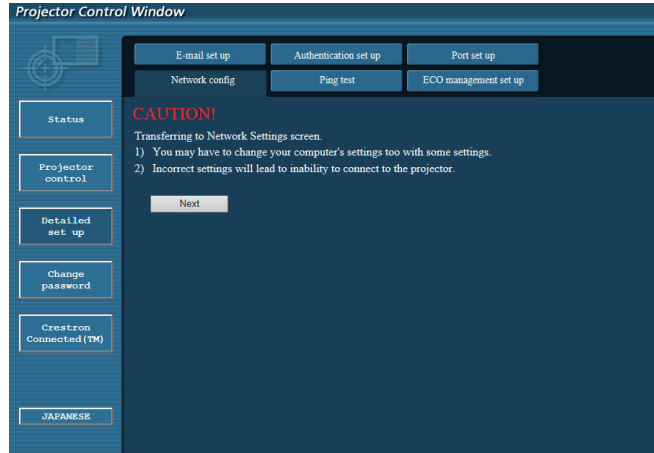 Projector Control Window
E-mail set up
Authentication set up
Port set up
Network config
Ping test
ECO management set up
Status
Projector
control
Detailed
set up
Change
password
Crestron
Connected(TM)
JAPANESE
CAUTION!
Transferring to Network Settings screen.
1) You may have to change your computer's settings too with some settings.
2) Incorrect settings will lead to inability to connect to the projector.
Next